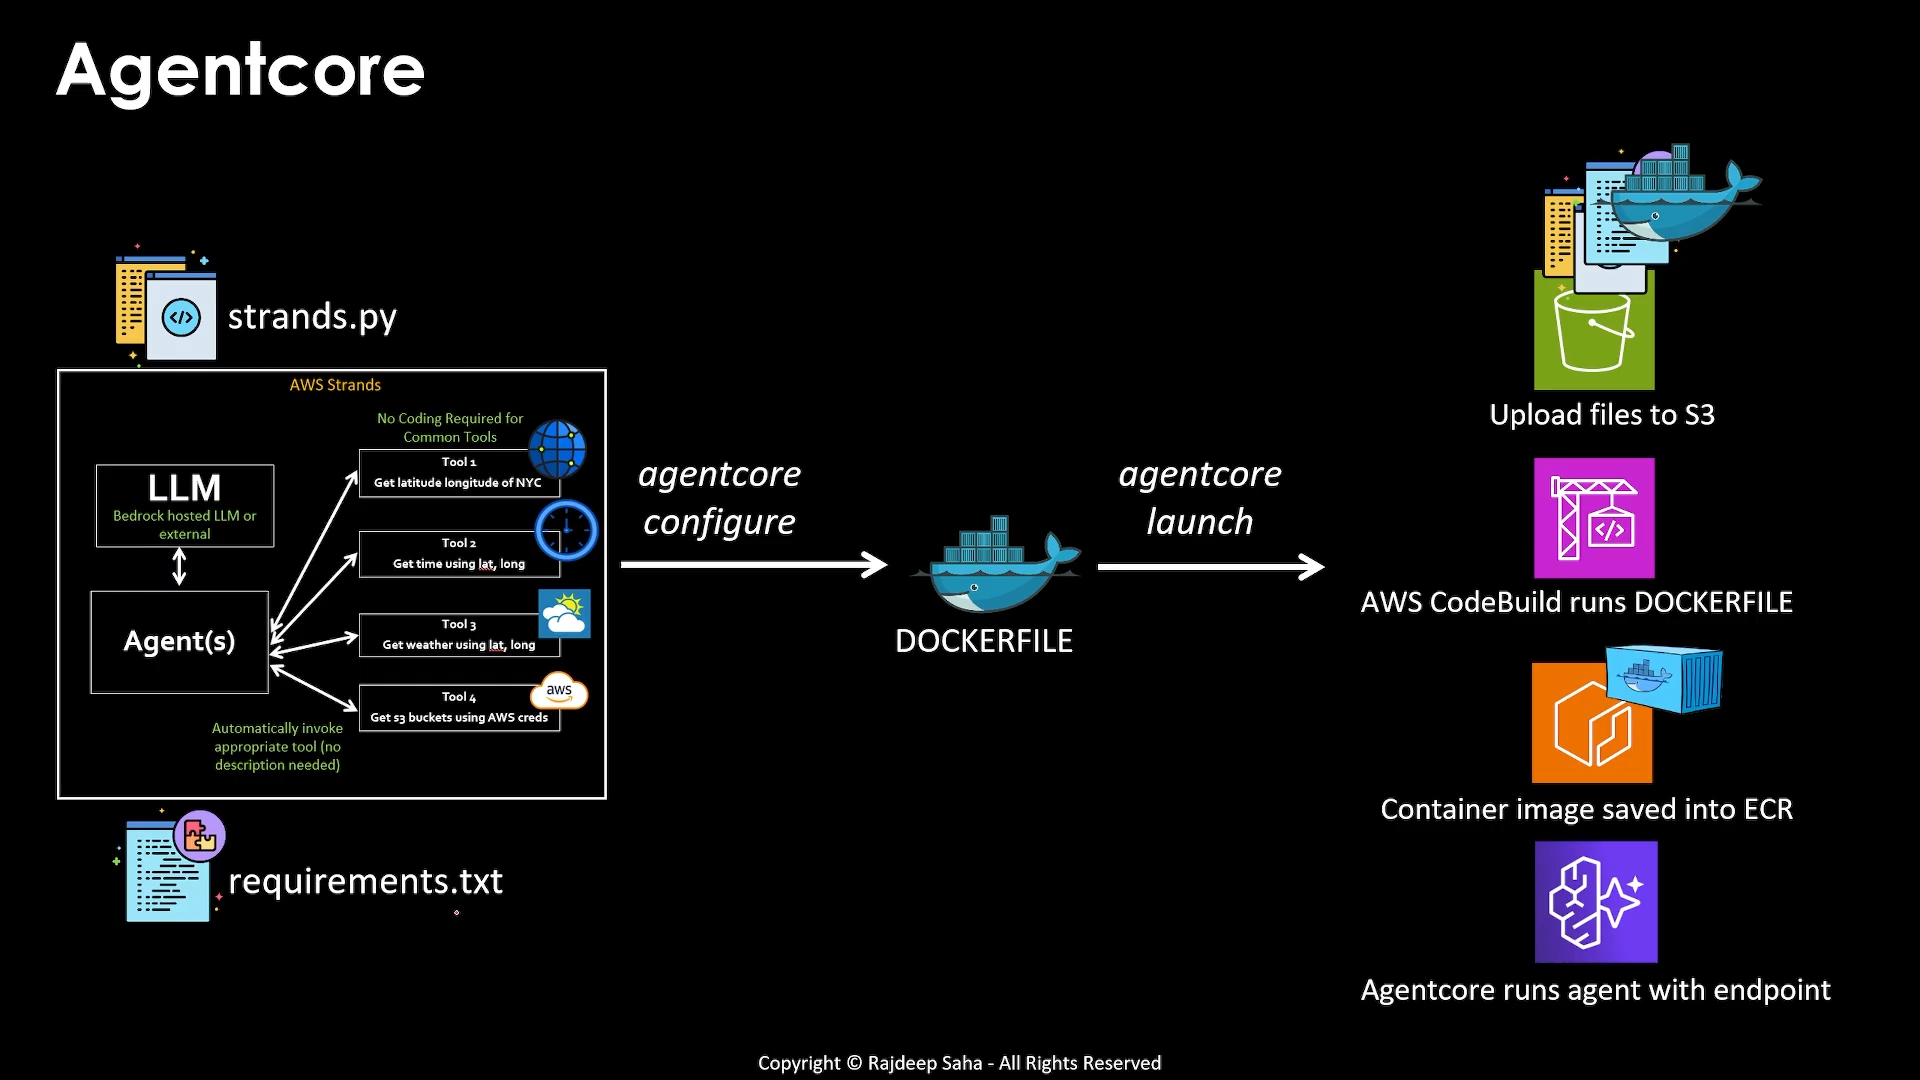 Agentcore
strands.py
AWS Strands
No Coding Required for
Common Tools
LLM
Bedrock hosted LLM or
external
Agent(s)
Tool 1
Get latitude longitude of NYC
Tool 2
Get time using lat, long
Tool 3
Get weather using lat, long
Tool 4
Get s3 buckets using AWS creds
aws
Automatically invoke
appropriate tool (no
description needed)
requirements.txt
agentcore
configure
DOCKERFILE
agentcore
launch
Upload files to S3
AWS CodeBuild runs DOCKERFILE
Container image saved into ECR
Agentcore runs agent with endpoint
Copyright © Rajdeep Saha - All Rights Reserved